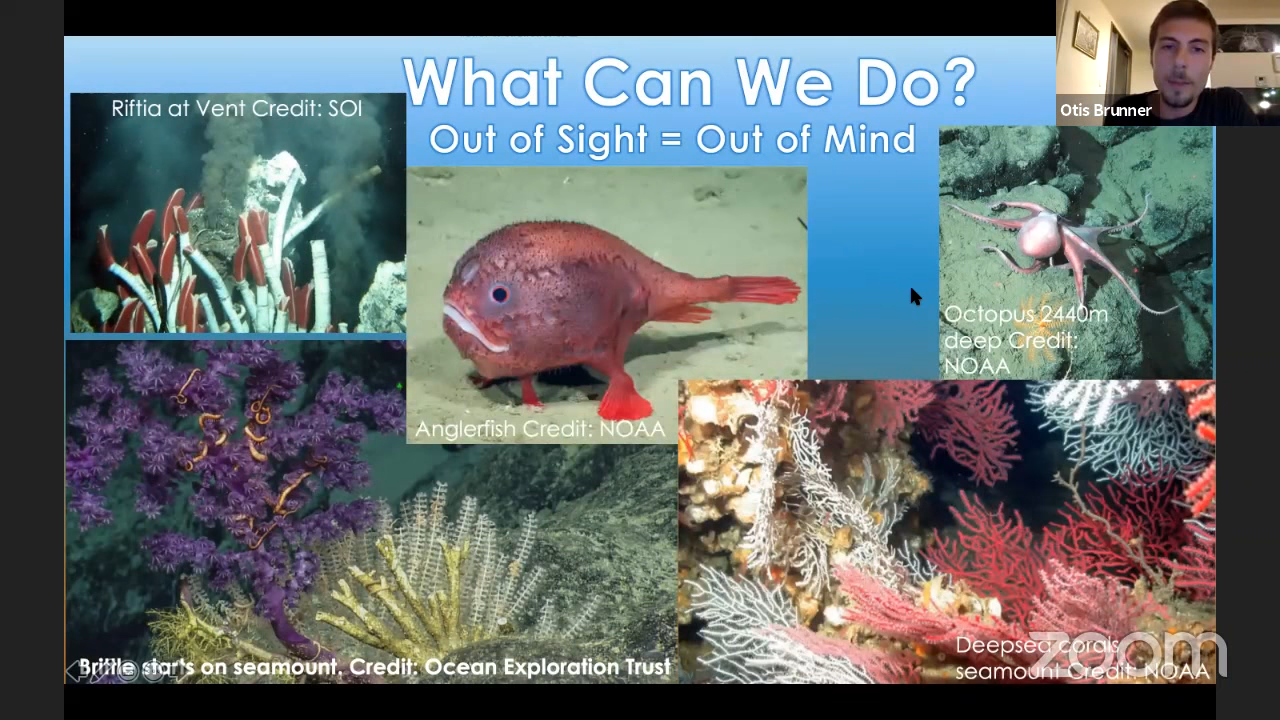 What Can We Do?
Out of Sight = Out of Mind
Riftia at Vent Credit: SOI
Otis Brunner
Octopus 2440m
deep Credit:
NOAA
Anglerfish Credit: NOAA
Brittle stars on seamount. Credit: Ocean Exploration Trust
Deepsea corals
seamount Credit: NOAA
zoom